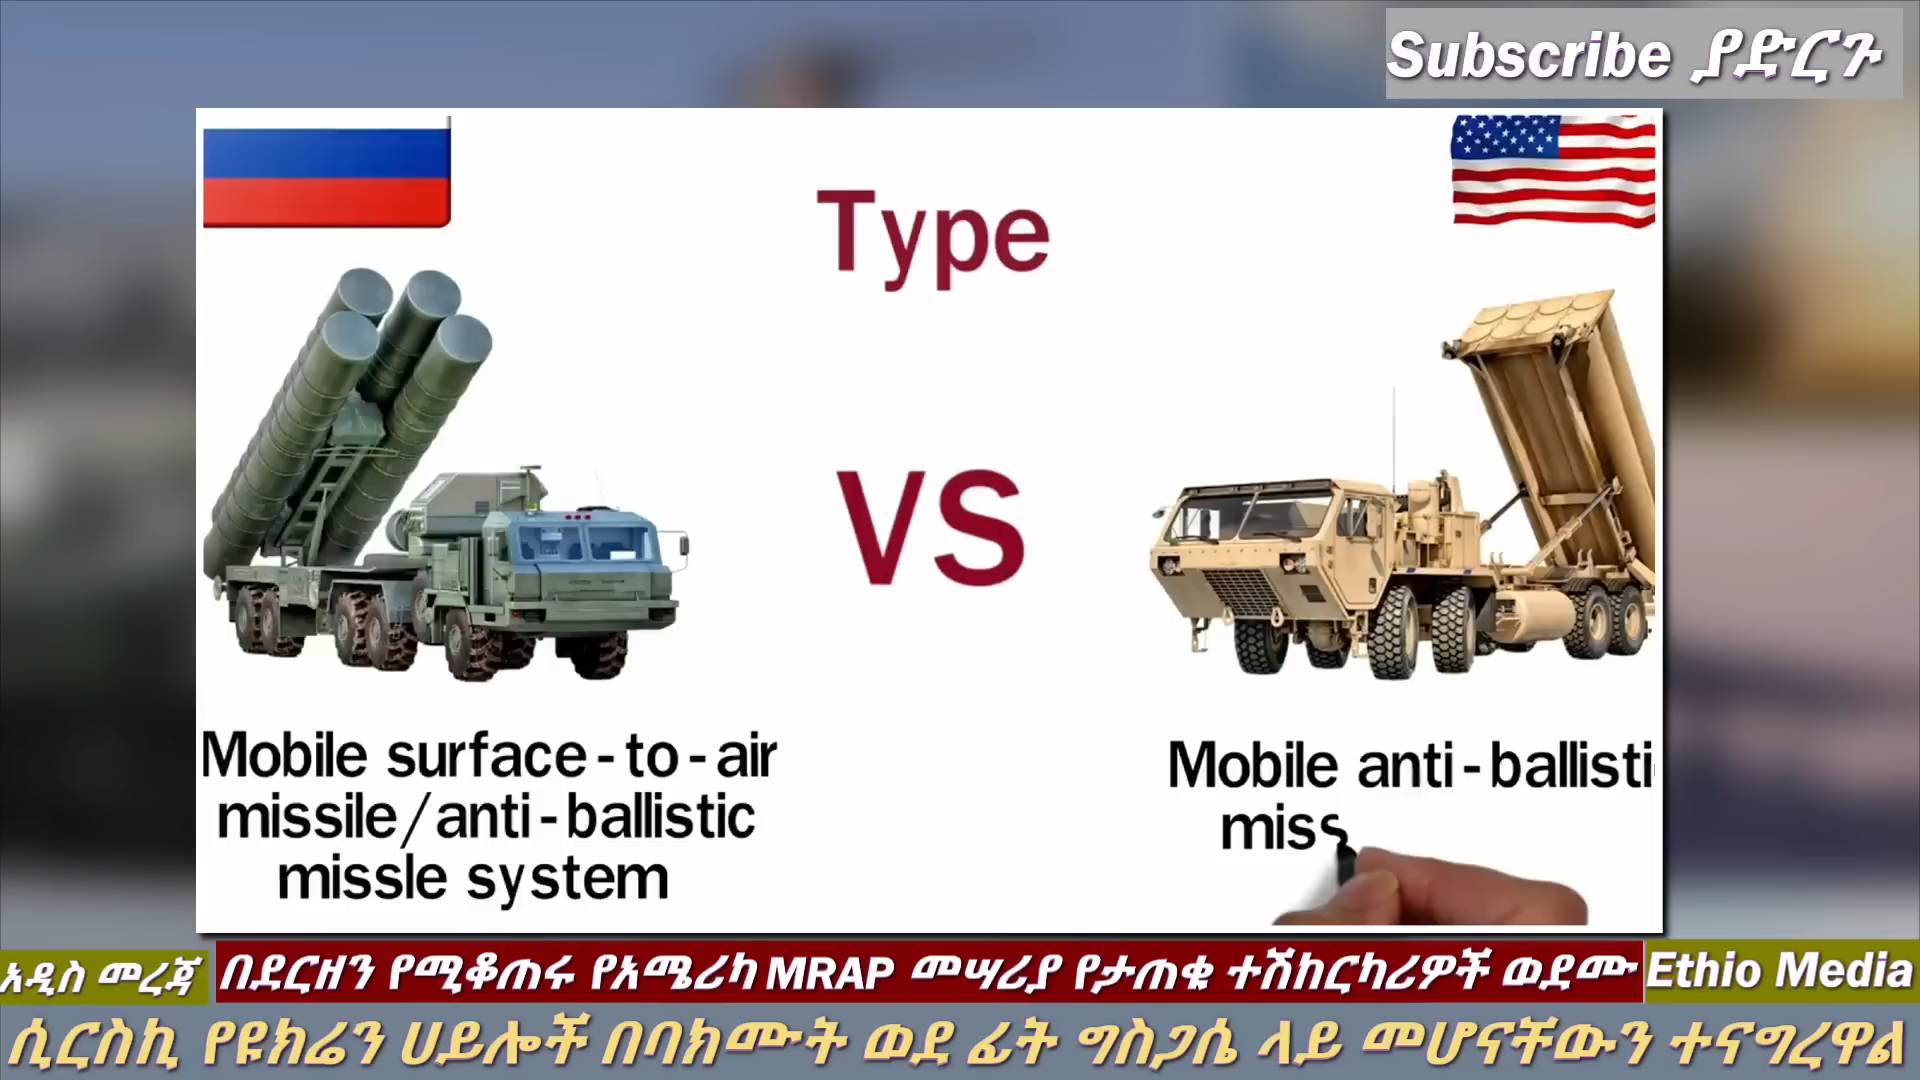 Subscribe ያድርጉ
Type
VS
Mobile surface-to-air
missile/anti-ballistic
missle system
Mobile anti-ballisti
miss
አዲስ መረጃ
በደርዘን የሚቆጠሩ የአሜሪካ MRAP መሣሪያ የታጠቁ ተሽከርካሪዎች ወደሙ
Ethio Media
ሲርስኪ የዩክሬን ሀይሎች በባክሙት ወደ ፊት ግስጋሴ ላይ መሆናቸውን ተናግረዋል